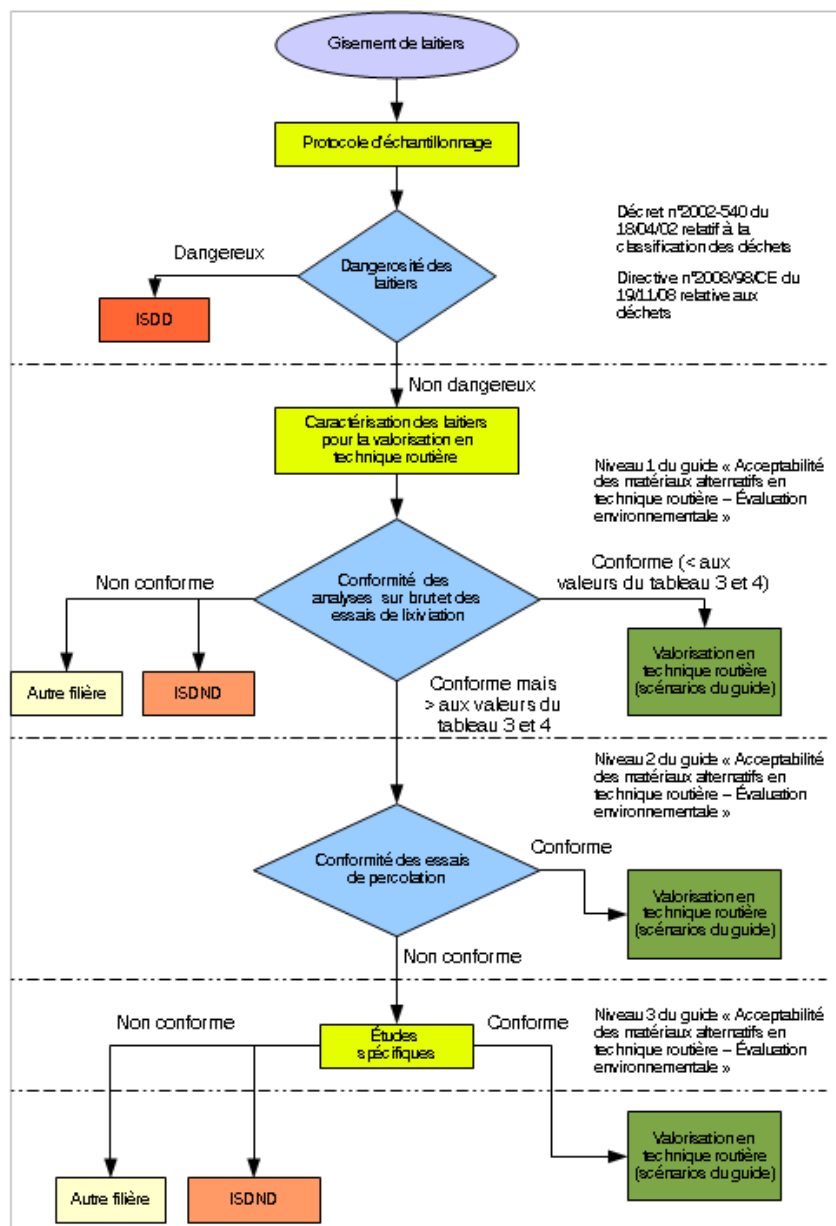 Gisement de laitiers
Protocole d'échantillonnage
Décret n°2002-540 du
18/04/02 relatif à la
classification des déchets
Directive n°2008/98/CE du
19/11/08 relative aux
déchets
Dangereux
Dangerosité des
laitiers
ISDD
Non dangereux
Caractérisation des laitiers
pour la valorisation en
technique routière
Niveau 1 du guide « Acceptabilité
des matériaux alternatifs en
technique routière – Évaluation
environnementale »
Non conforme
Conformité des
analyses sur brut et des
essais de lixiviation
Conforme (< aux
valeurs du tableau 3 et 4)
Autre filière
ISDND
Valorisation en
technique routière
(scénarios du guide)
Conforme mais
> aux valeurs du
tableau 3 et 4
Niveau 2 du guide « Acceptabilité
des matériaux alternatifs en
technique routière – Évaluation
environnementale »
Conformité des essais
de percolation
Conforme
Valorisation en
technique routière
(scénarios du guide)
Non conforme
Niveau 3 du guide « Acceptabilité
des matériaux alternatifs en
technique routière – Évaluation
environnementale »
Non conforme
Études
spécifiques
Conforme
Autre filière
ISDND
Valorisation en
technique routière
(scénarios du guide)